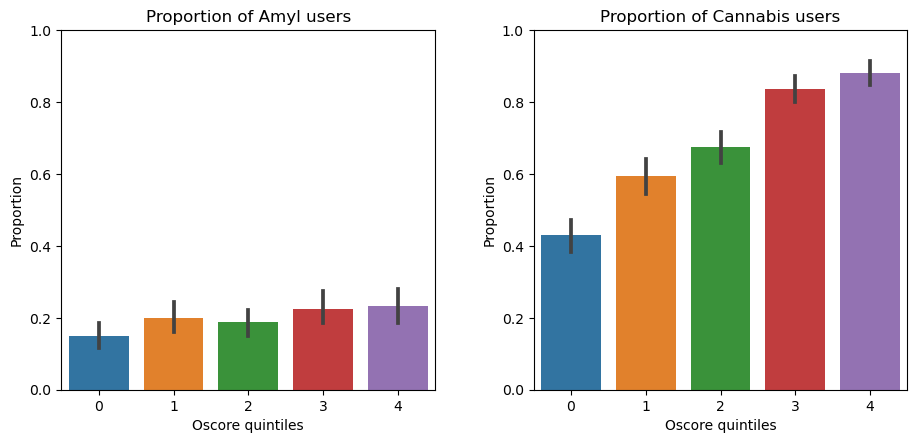 Proportion of Amyl users
1.0
0.8
0.6
0.4
0.2
0.0
Proportion
0 1 2 3 4
Oscore quintiles
Proportion of Cannabis users
1.0
0.8
0.6
0.4
0.2
0.0
Proportion
0 1 2 3 4
Oscore quintiles